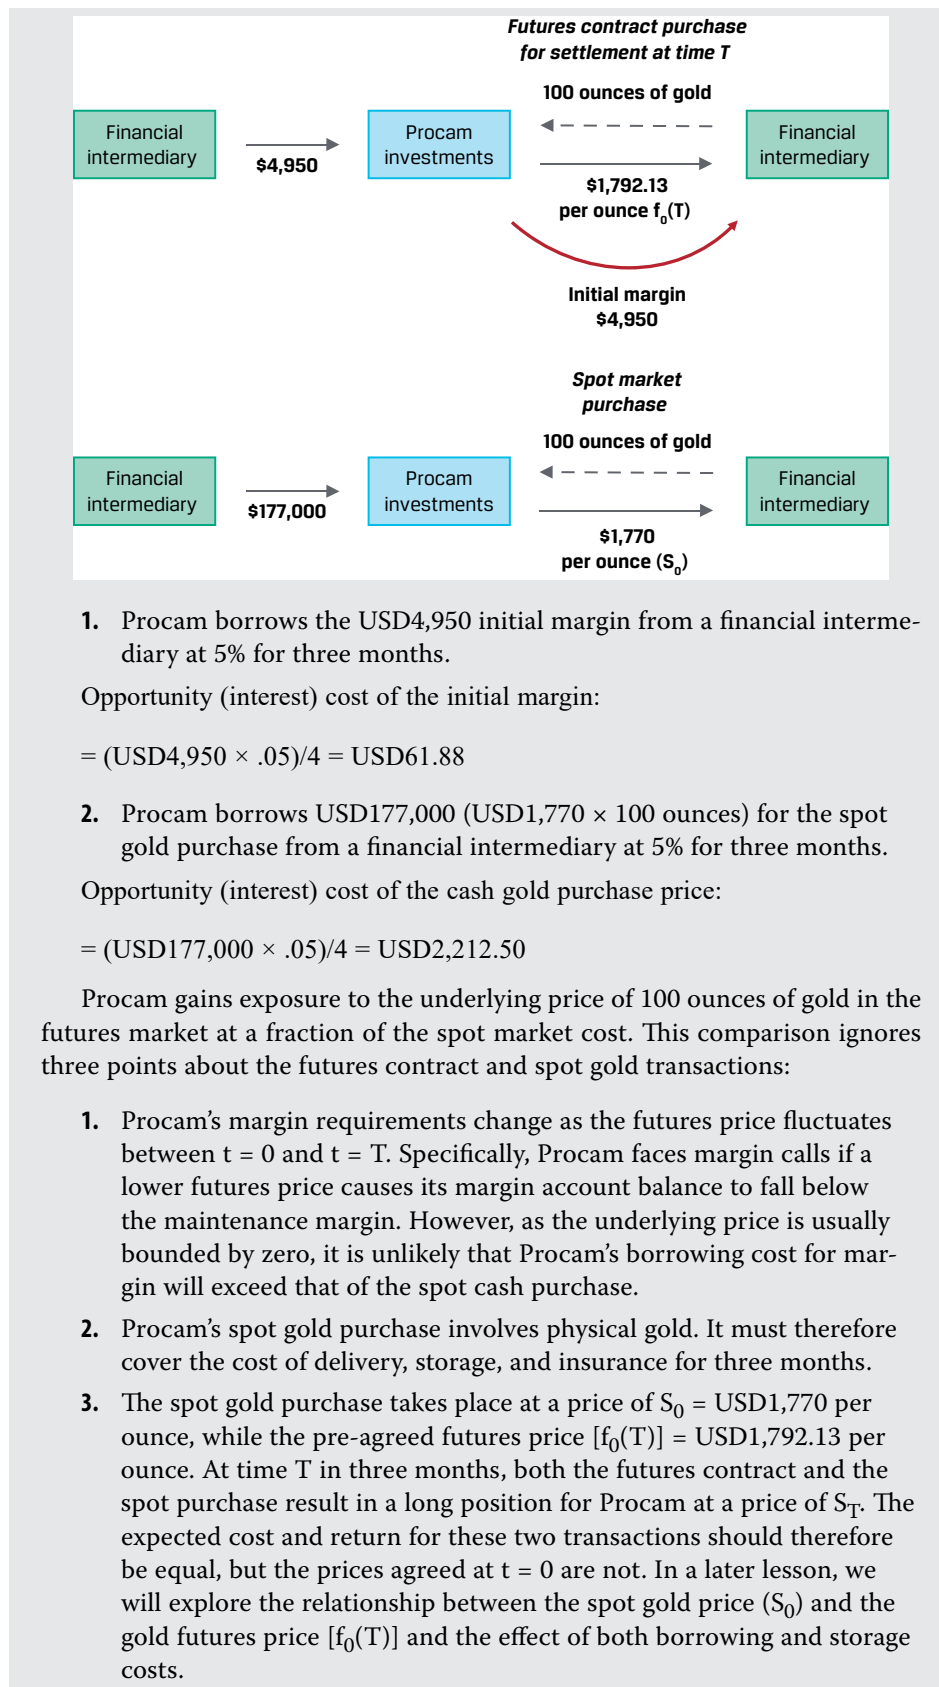 Futures contract purchase
for settlement at time T
100 ounces of gold
Financial
intermediary
$4,950
Procam
investments
Financial
intermediary
$1,792.13
per ounce f0(T)
Initial margin
$4,950
Spot market
purchase
100 ounces of gold
Financial
intermediary
$177,000
Procam
investments
Financial
intermediary
$1,770
per ounce (S0)
1. Procam borrows the USD4,950 initial margin from a financial interme-
diary at 5% for three months.
Opportunity (interest) cost of the initial margin:
= (USD4,950 × .05)/4 = USD61.88
2. Procam borrows USD177,000 (USD1,770 × 100 ounces) for the spot
gold purchase from a financial intermediary at 5% for three months.
Opportunity (interest) cost of the cash gold purchase price:
= (USD177,000 × .05)/4 = USD2,212.50
Procam gains exposure to the underlying price of 100 ounces of gold in the
futures market at a fraction of the spot market cost. This comparison ignores
three points about the futures contract and spot gold transactions:
1. Procam’s margin requirements change as the futures price fluctuates
between t = 0 and t = T. Specifically, Procam faces margin calls if a
lower futures price causes its margin account balance to fall below
the maintenance margin. However, as the underlying price is usually
bounded by zero, it is unlikely that Procam’s borrowing cost for mar-
gin will exceed that of the spot cash purchase.
2. Procam’s spot gold purchase involves physical gold. It must therefore
cover the cost of delivery, storage, and insurance for three months.
3. The spot gold purchase takes place at a price of S0 = USD1,770 per
ounce, while the pre-agreed futures price [f0(T)] = USD1,792.13 per
ounce. At time T in three months, both the futures contract and the
spot purchase result in a long position for Procam at a price of ST. The
expected cost and return for these two transactions should therefore
be equal, but the prices agreed at t = 0 are not. In a later lesson, we
will explore the relationship between the spot gold price (S0) and the
gold futures price [f0(T)] and the effect of both borrowing and storage
costs.